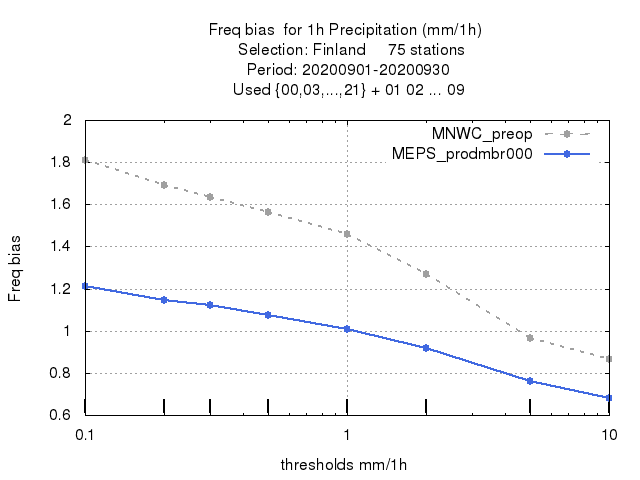 Freq bias  for 1h Precipitation (mm/1h)
Selection: Finland     75 stations
Period: 20200901-20200930
Used {00,03,...,21} + 01 02 ... 09
MNWC_preop
MEPS_prodmbr000
2
1.8
1.6
1.4
1.2
1
0.8
0.6
Freq bias
0.1 1 10
thresholds mm/1h